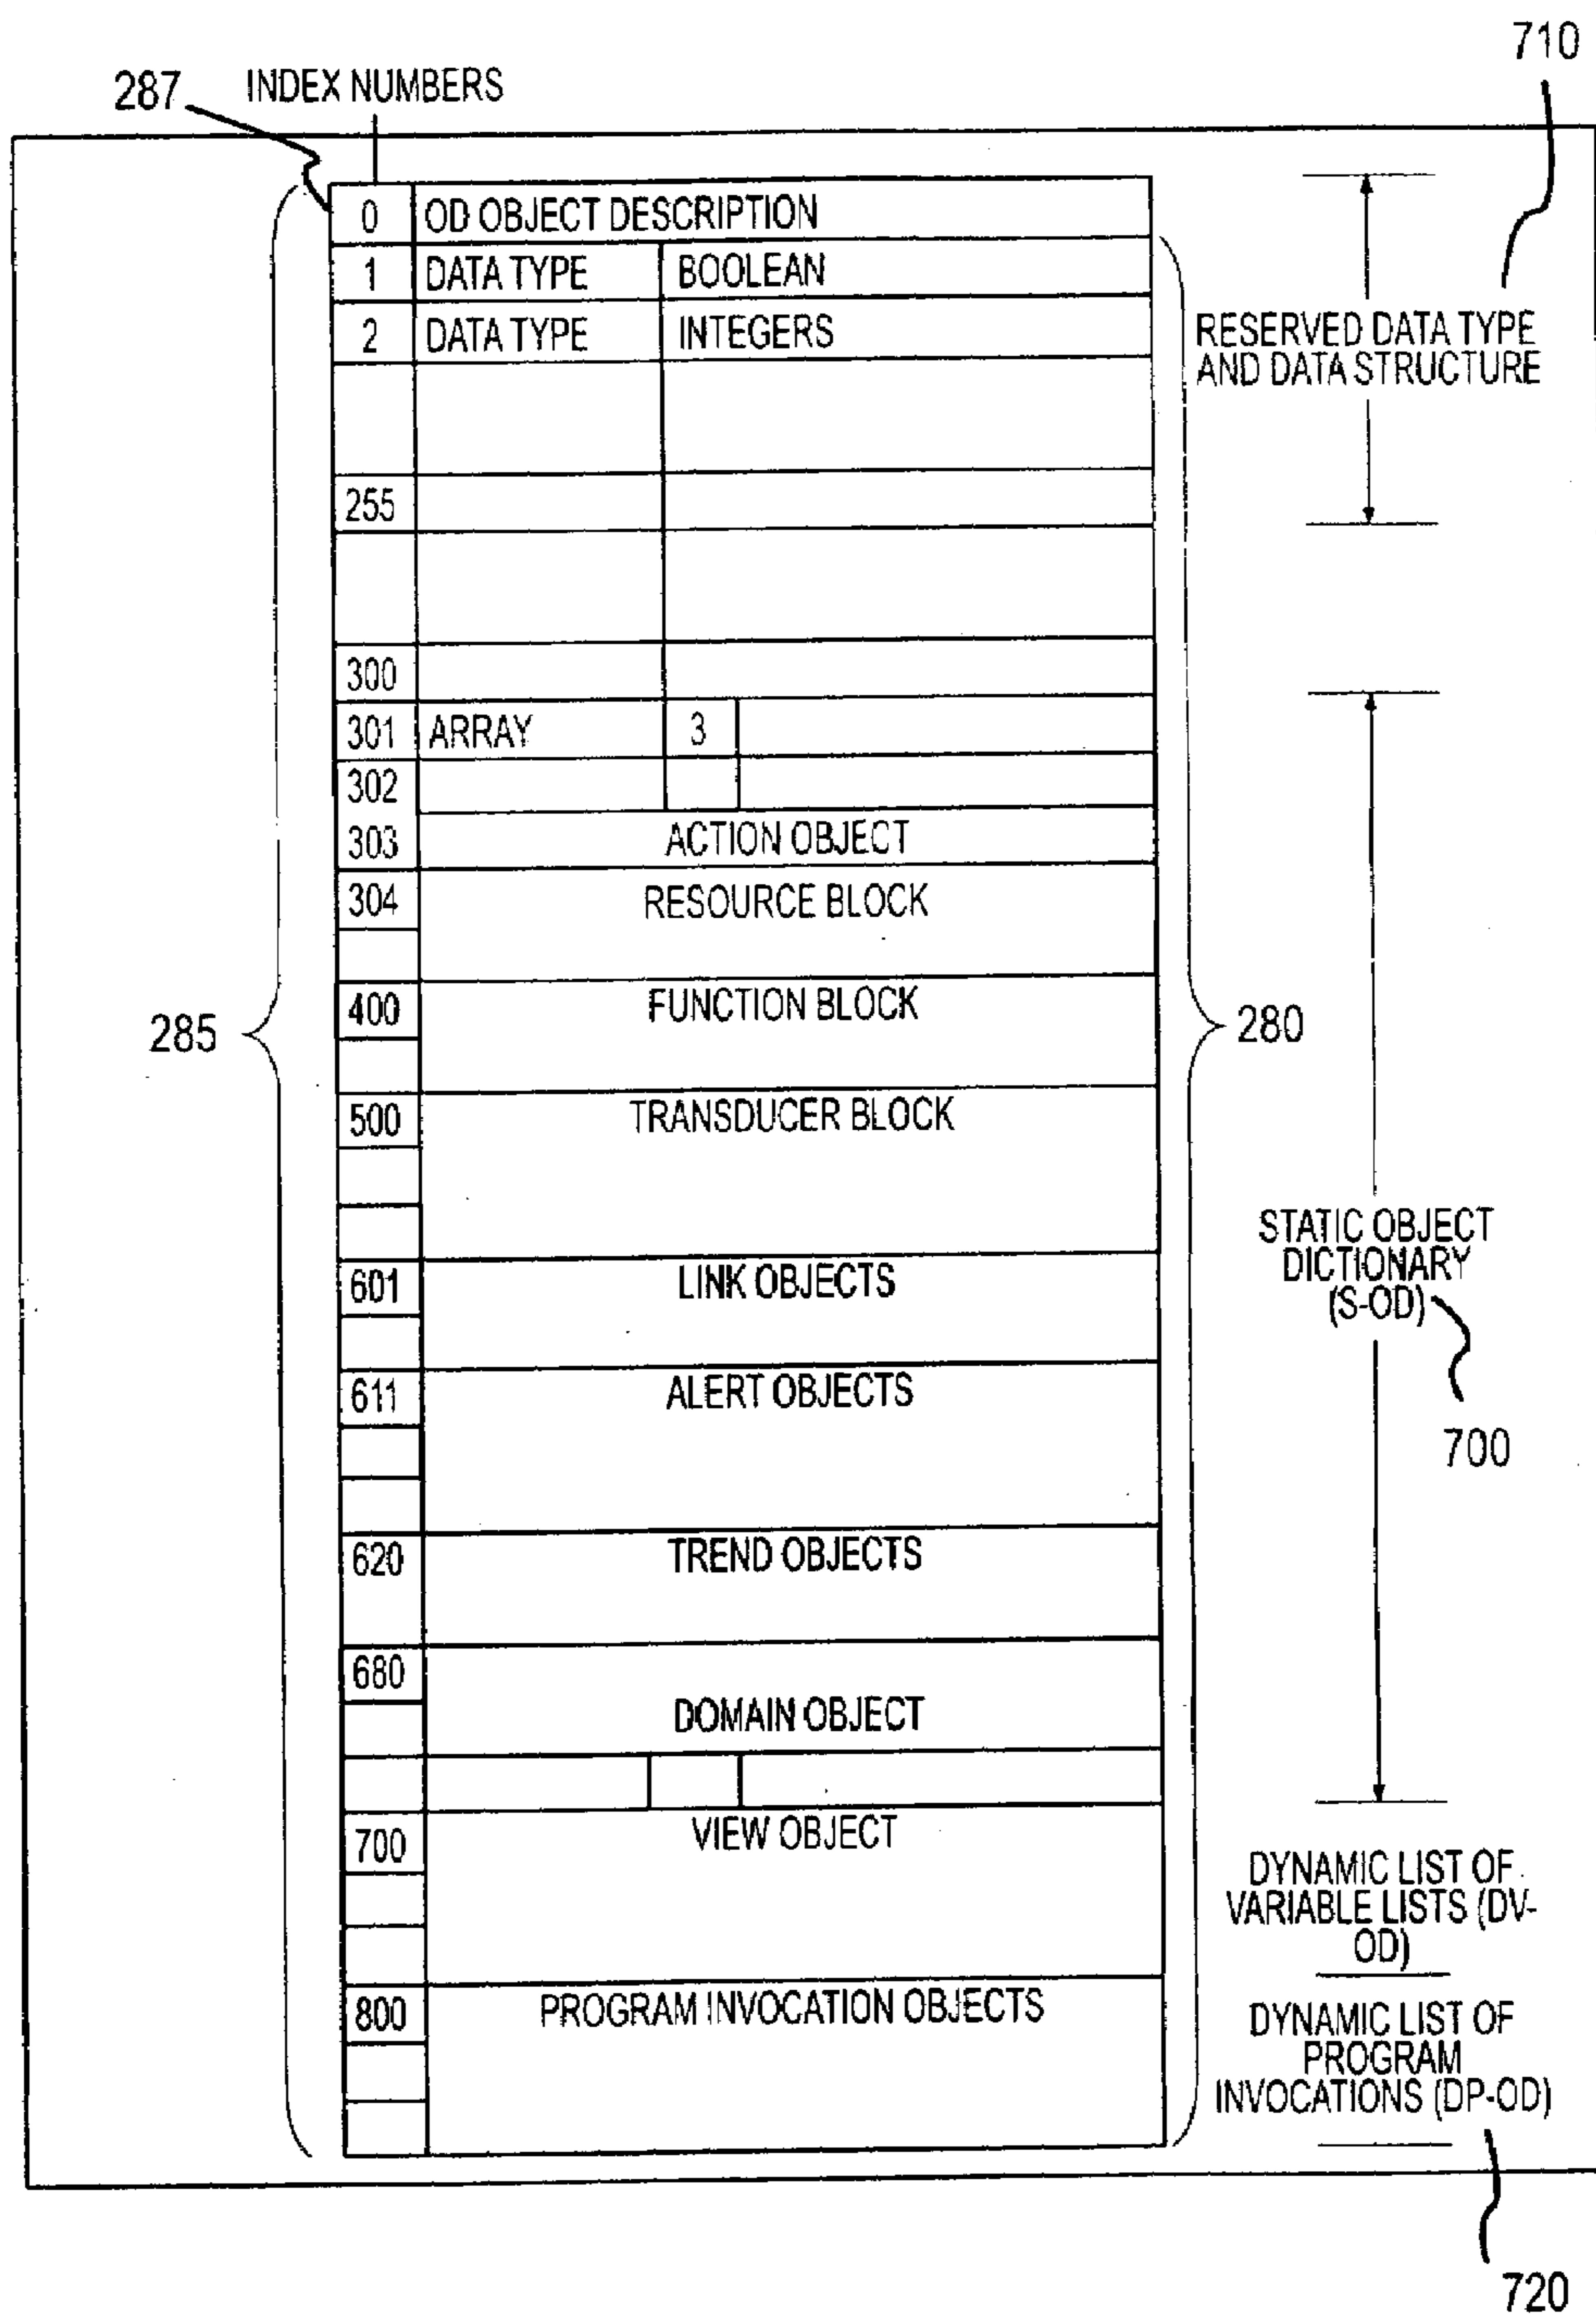 710
287 INDEX NUMBERS
0 OD OBJECT DESCRIPTION
1 DATA TYPE BOOLEAN
2 DATA TYPE INTEGERS
RESERVED DATA TYPE
AND DATA STRUCTURE
255
300
301 ARRAY 3
302
303 ACTION OBJECT
304 RESOURCE BLOCK
400 FUNCTION BLOCK
285
280
500 TRANSDUCER BLOCK
STATIC OBJECT
DICTIONARY
(S-OD)
601 LINK OBJECTS
611 ALERT OBJECTS
700
620 TREND OBJECTS
680
DOMAIN OBJECT
700 VIEW OBJECT
DYNAMIC LIST OF
VARIABLE LISTS (DV-
OD)
800 PROGRAM INVOCATION OBJECTS
DYNAMIC LIST OF
PROGRAM
INVOCATIONS (DP-OD)
720